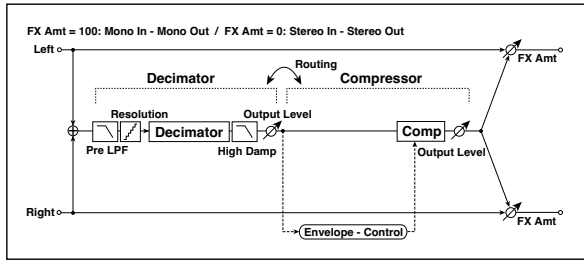 FX Amt = 100: Mono In - Mono Out / FX Amt = 0: Stereo In - Stereo Out
Left
FX Amt
Routing
Decimator
Compressor
Resolution
Output Level
Decimator
Comp
Pre LPF
High Damp
Output Level
Right
FX Amt
Envelope - Control